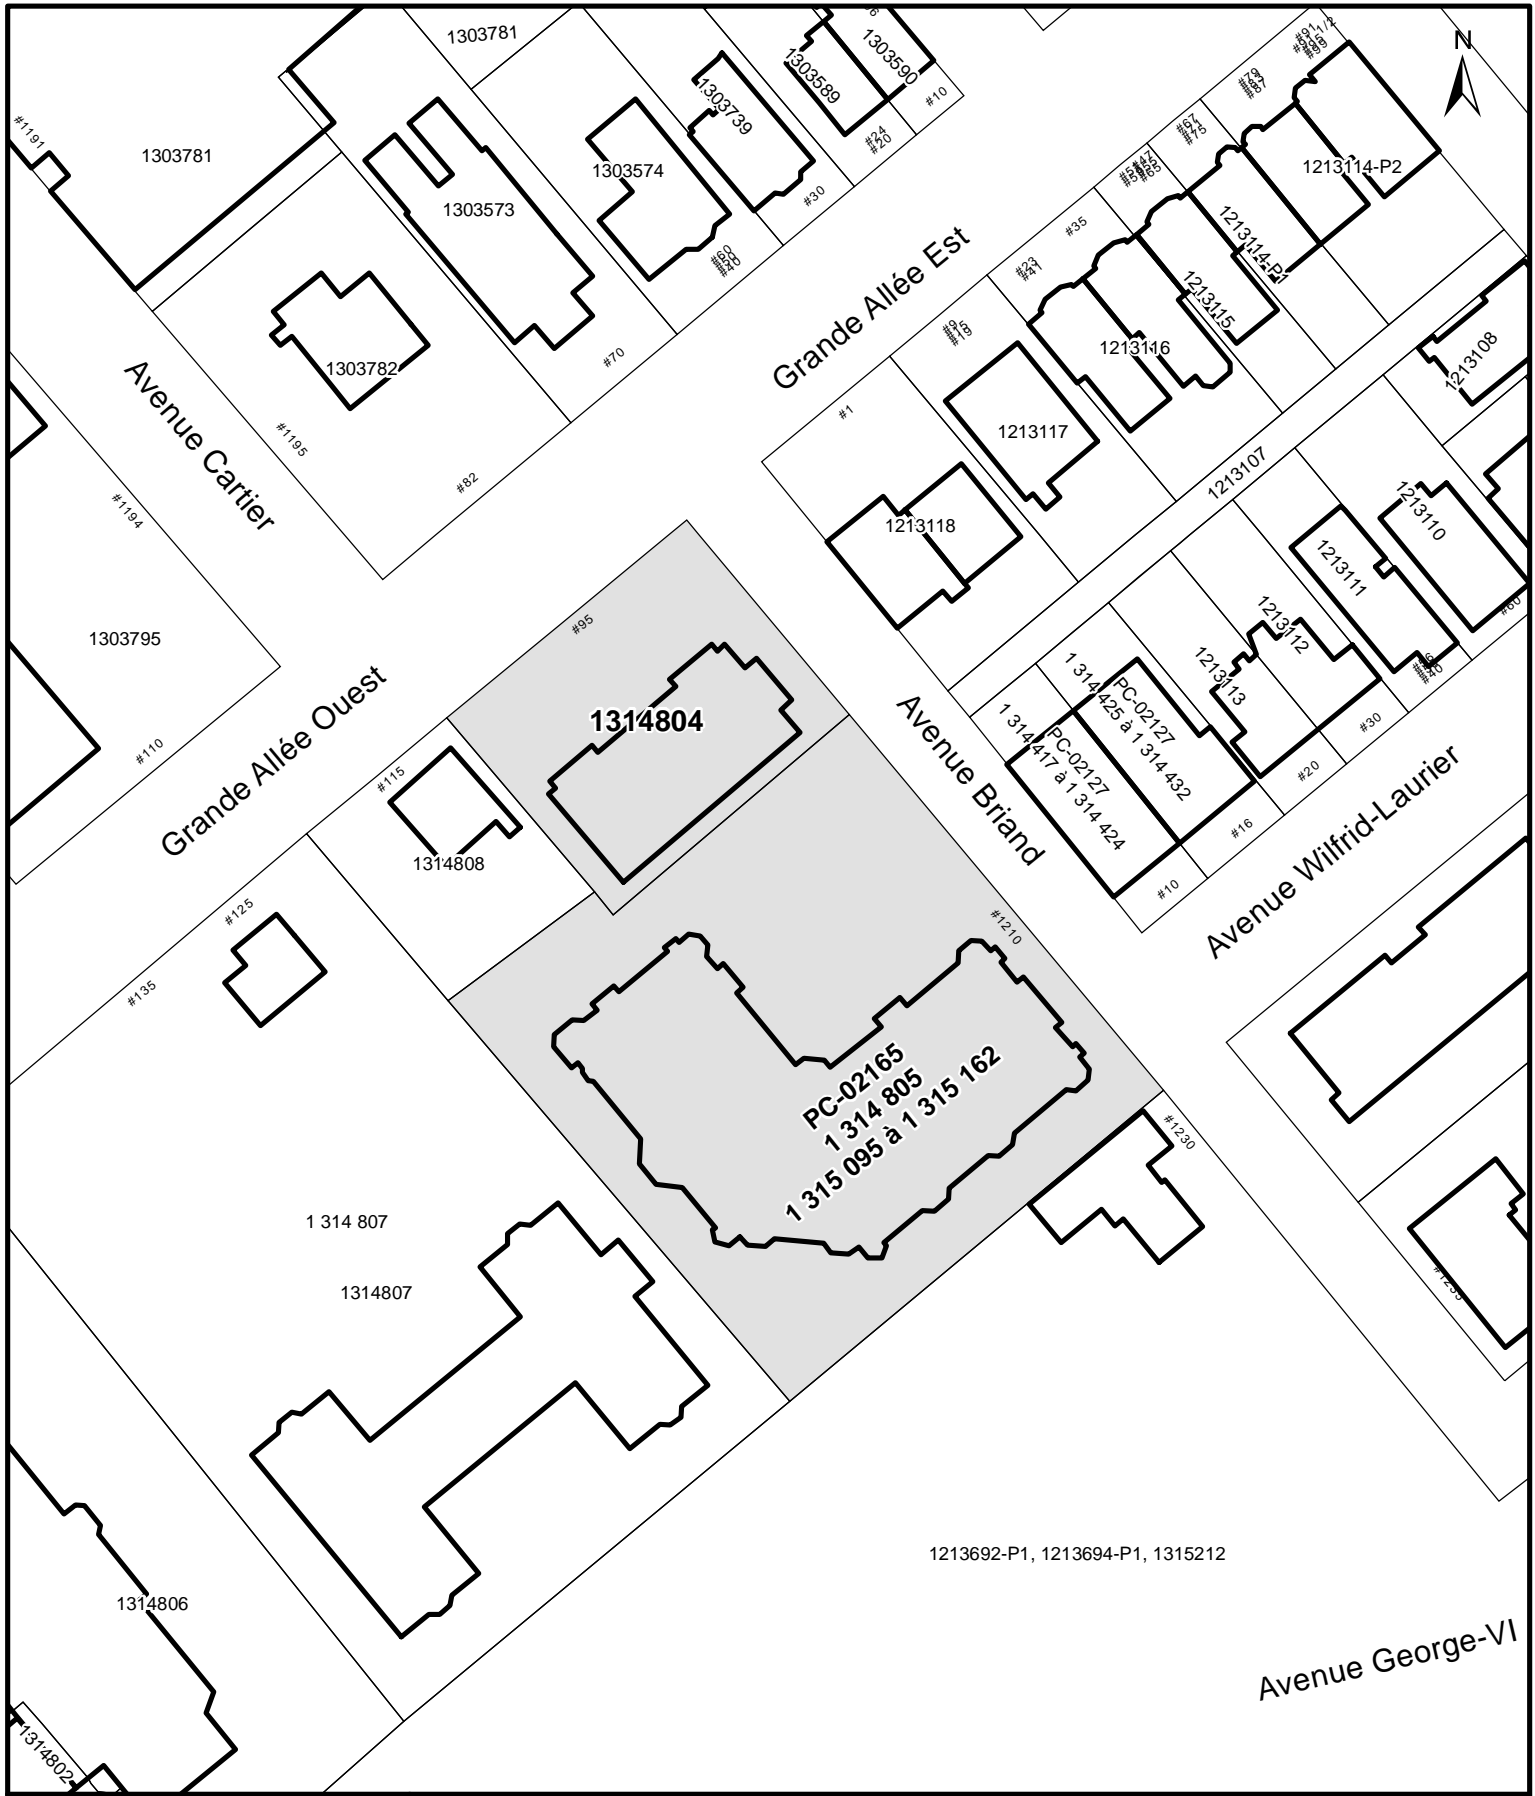 1303781
1303590
1303589
1303739
#10
N
#1191
1303781
#24
#20
1213114-P2
1303574
1303573
#30
1213114-P1
#35
#60
Grande Allée Est
#23
#41
1213115
1213108
1213116
#70
1303782
Avenue Cartier
#1
1213117
#1195
#82
1213107
#1194
1213118
1213110
1213111
#60
1303795
#95
1213112
1213113
1 314 425 à 1 314 432
PC-02127
1 314 417 à 1 314 424
PC-02127
1314804
Grande Allée Ouest
#110
Avenue Briand
#30
#20
#16
#10
Avenue Wilfrid-Laurier
#115
1314808
#125
#1210
#135
PC-02165
1 314 805
1 315 095 à 1 315 162
#1230
1 314 807
1314807
#1235
1213692-P1, 1213694-P1, 1315212
1314806
Avenue George-VI
1314802